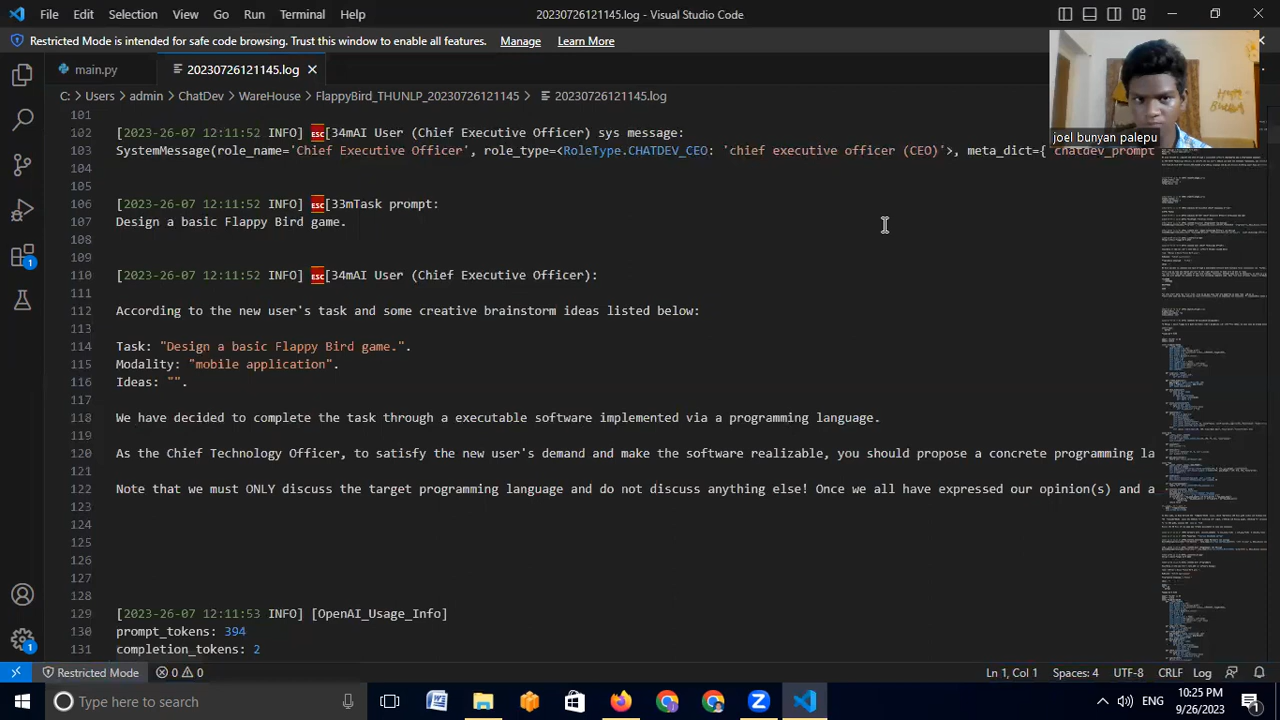 File Edit Selection View Go Run Terminal Help 20230726121145.log - Visual Studio Code
Restricted Mode is intended for safe code browsing. Trust this window to enable all features. Manage Learn More
main.py 20230726121145.log
C: > Users > admin > ChatDev > WareHouse > FlappyBird_THUNLP_20230726121145 > 20230726121145.log
joel bunyan palepu
101
102 [2023-26-07 12:11:52 INFO] ESC[34mAI User (Chief Executive Officer) sys message:
103 SystemMessage(role_name='Chief Executive Officer', role_type=<RoleType.CHATDEV_CEO: 'chief executive officer (CEO)'>, meta_dict={'chatdev_prompt
104
105
106 [2023-26-07 12:11:52 INFO] ESC[33mTask prompt:
107 Design a basic Flappy Bird game.
108
109
110 [2023-26-07 12:11:52 INFO] ESC[34mAI User (Chief Executive Officer):
111
112 According to the new user's task and some creative brainstorm ideas listed below:
113
114 Task: "Design a basic Flappy Bird game.".
115 Modality: "mobile application".
116 Ideas: "".
117
118 We have decided to complete the task through a executable software implemented via a programming language.
119
120 As the Chief Technology Officer, to satisfy the new user's demand and make the software realizable, you should propose a concrete programming la
121
122 Note that we must ONLY discuss the target programming language and do not discuss anything else! Once we all have expressed our opinion(s) and a
123
124
125
126
127
128
129 [2023-26-07 12:11:53 INFO] [OpenAI_Usage_Info
130 prompt_tokens: 394
131 completion_tokens: 2
Restricted Mode 0 0 Ln 1, Col 1 Spaces: 4 UTF-8 CRLF Log
Type here to search ENG 10:25 PM
9/26/2023